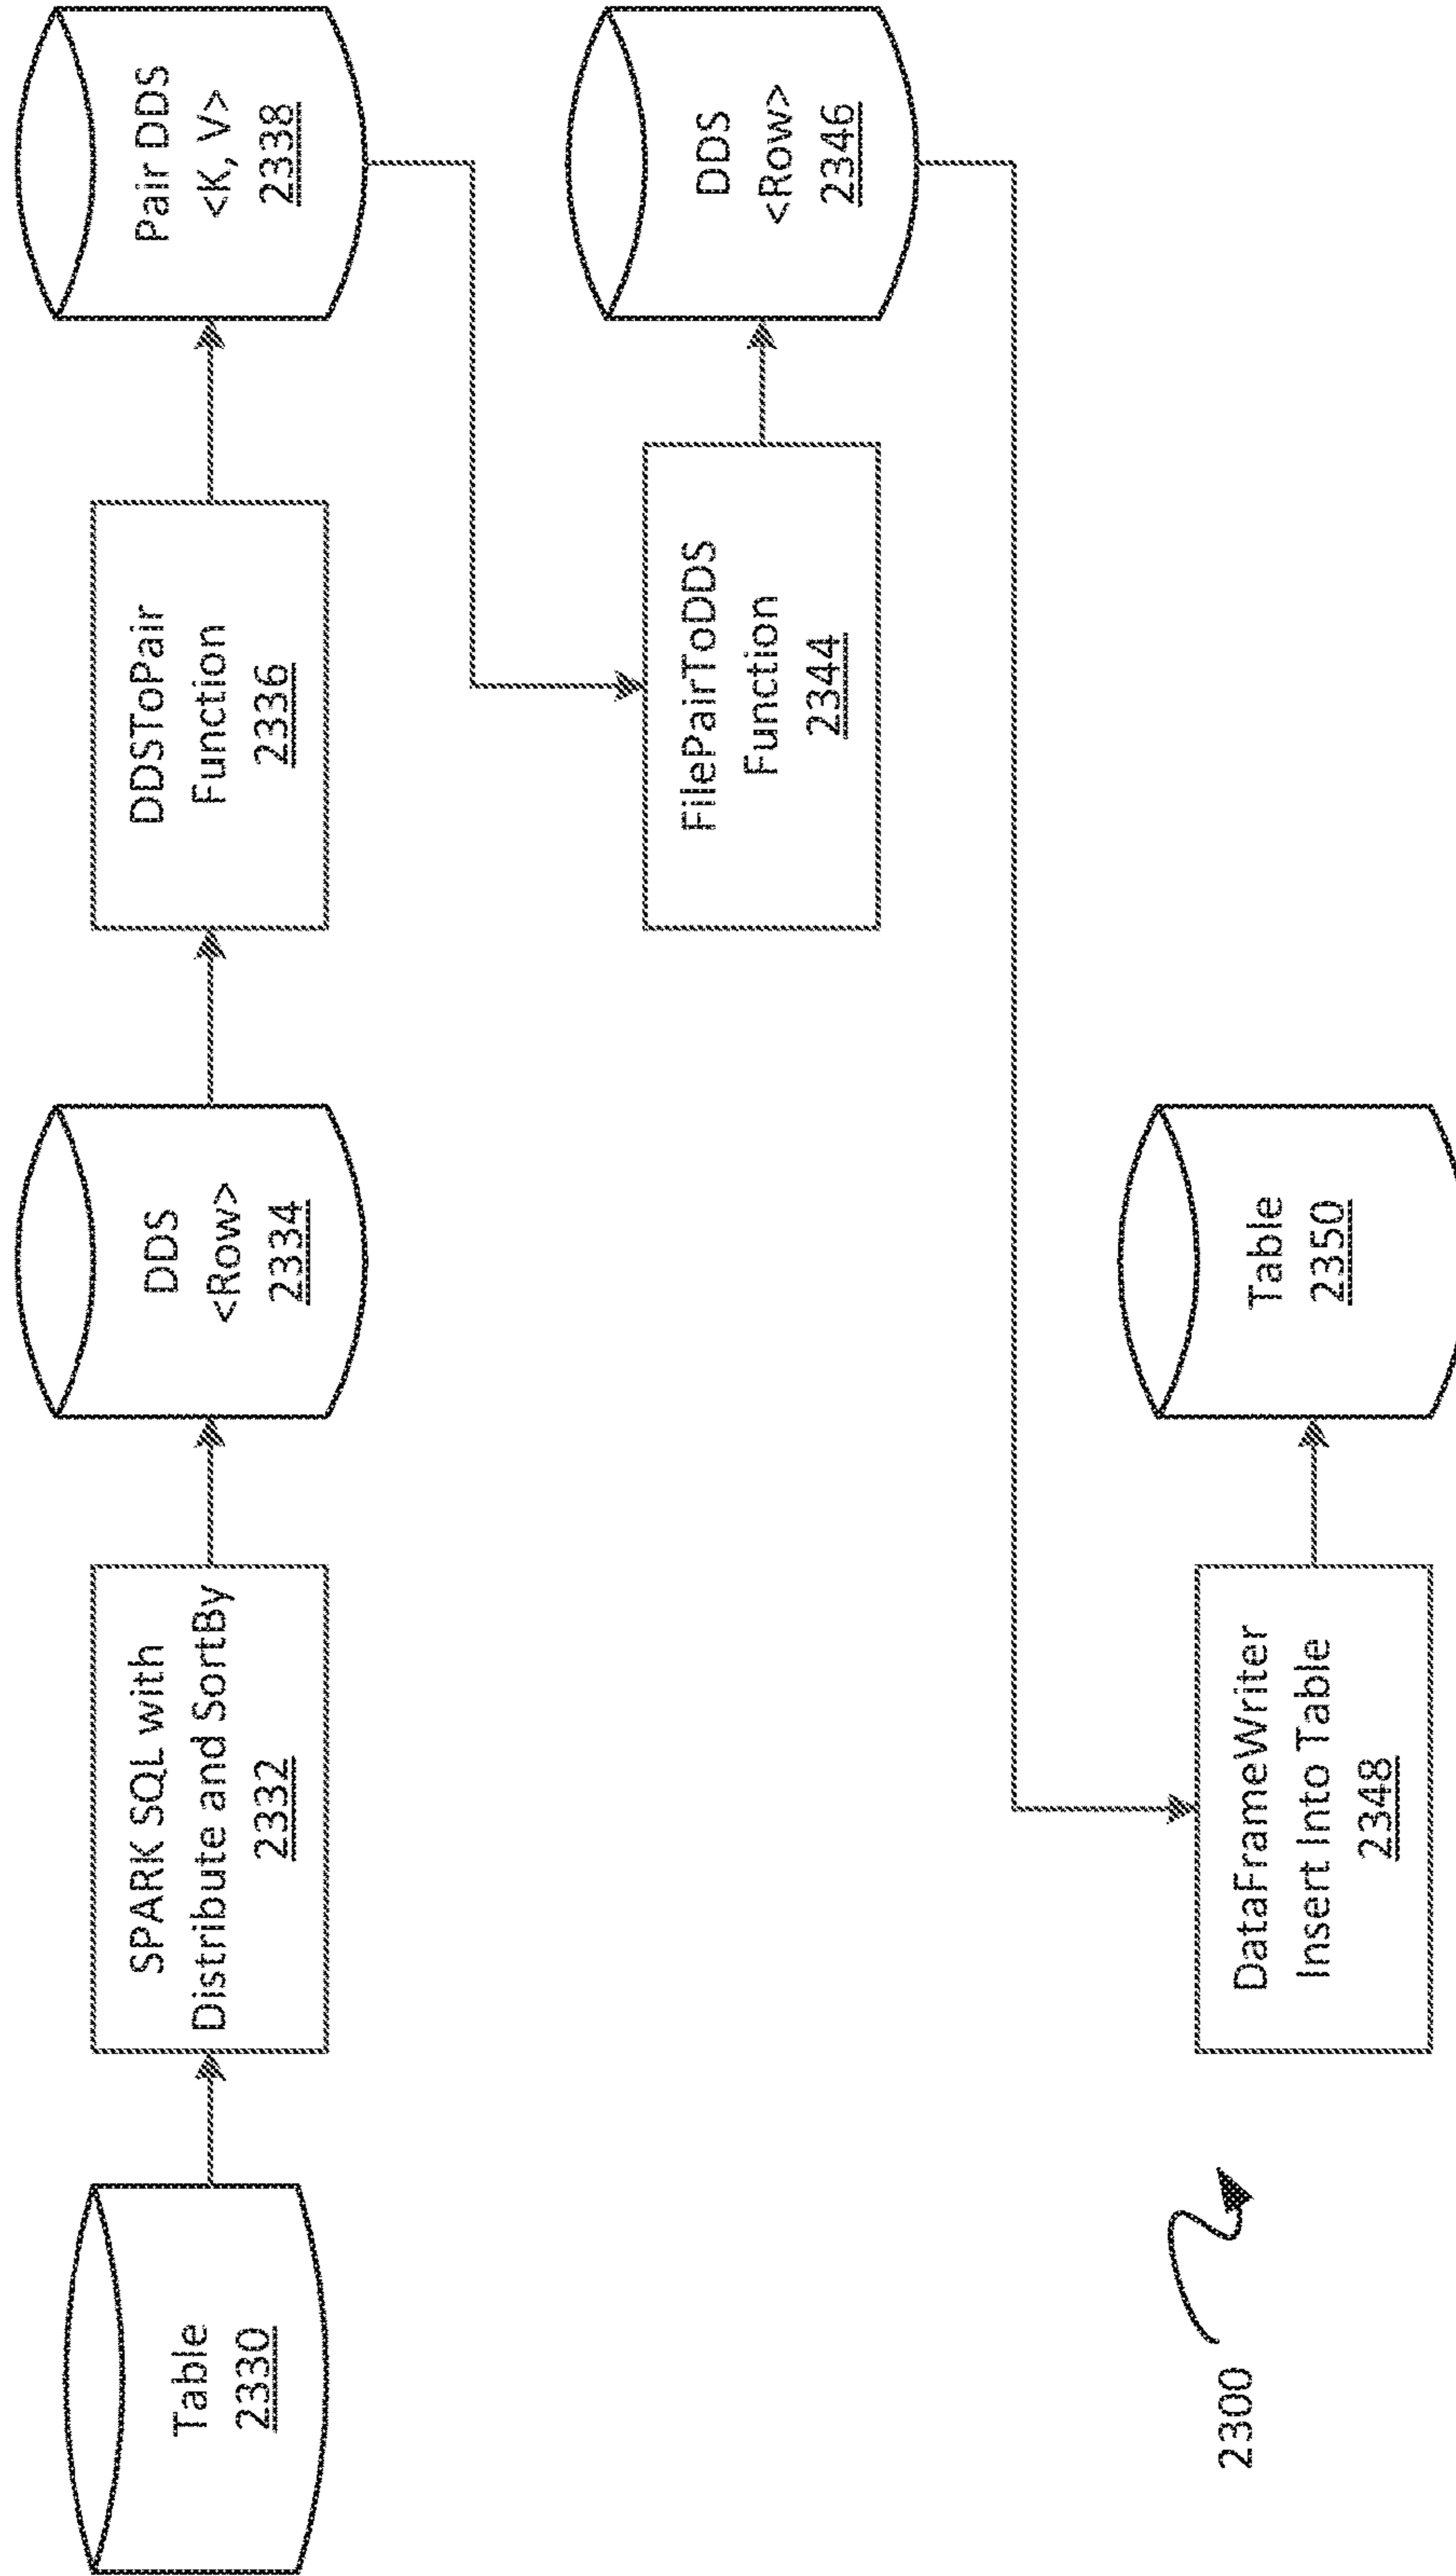 Table
2330
SPARK SQL with
Distribute and SortBy
2332
DDS
<Row>
2334
DDSToPair
Function
2336
Pair DDS
<K, V>
2338
FilePairToDDS
Function
2344
DDS
<Row>
2346
DataFrameWriter
Insert Into Table
2348
Table
2350
2300